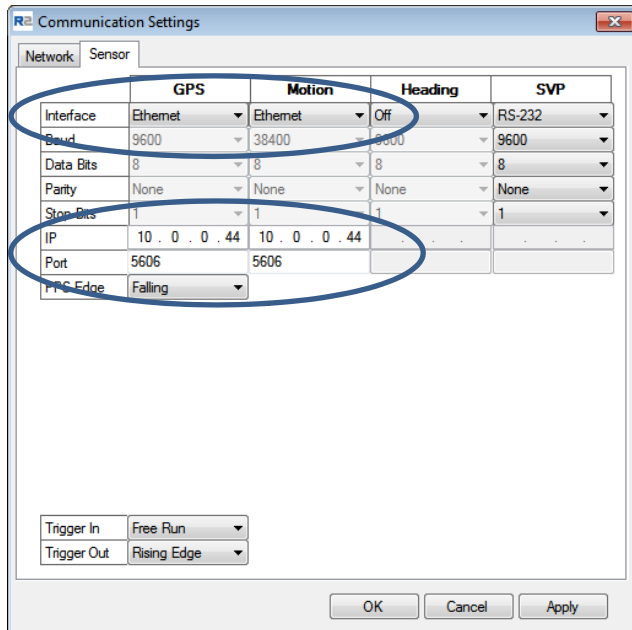 R2 Communication Settings
Network Sensor
GPS Motion Heading SVP
Interface Ethernet Ethernet Off RS-232
Baud 9600 38400 9600 9600
Data Bits 8 8 8 8
Parity None None None None
Stop Bits 1 1 1 1
IP 10 . 0 . 0 . 44 10 . 0 . 0 . 44 . . . . . .
Port 5606 5606
PPS Edge Falling
Trigger In Free Run
Trigger Out Rising Edge
OK Cancel Apply